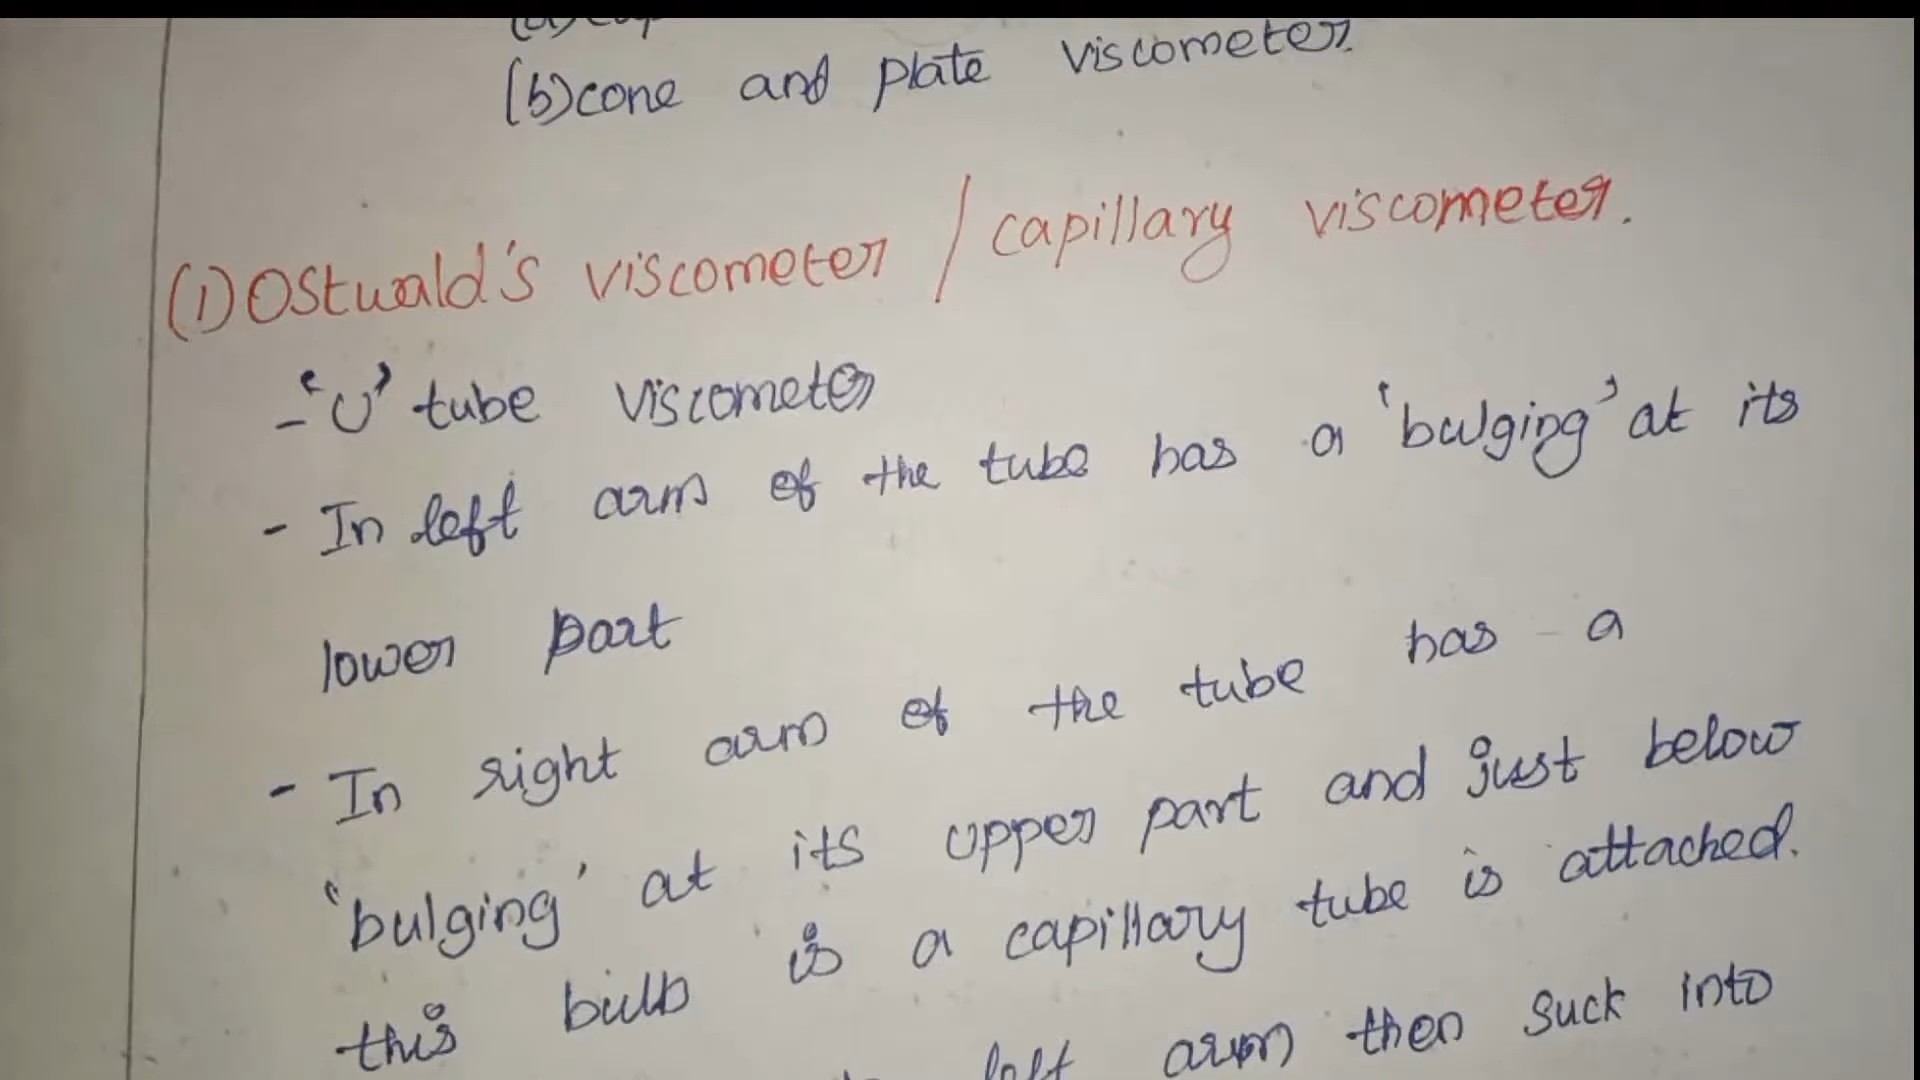 (b) cone and plate viscometer.
(1) Ostwald's viscometer / capillary viscometer.
- 'U' tube viscometer
- In left arm of the tube has a 'bulging' at its
lower part
- In right arm of the tube has a
'bulging' at its upper part and just below
this bulb is a capillary tube is attached.
left arm then suck into